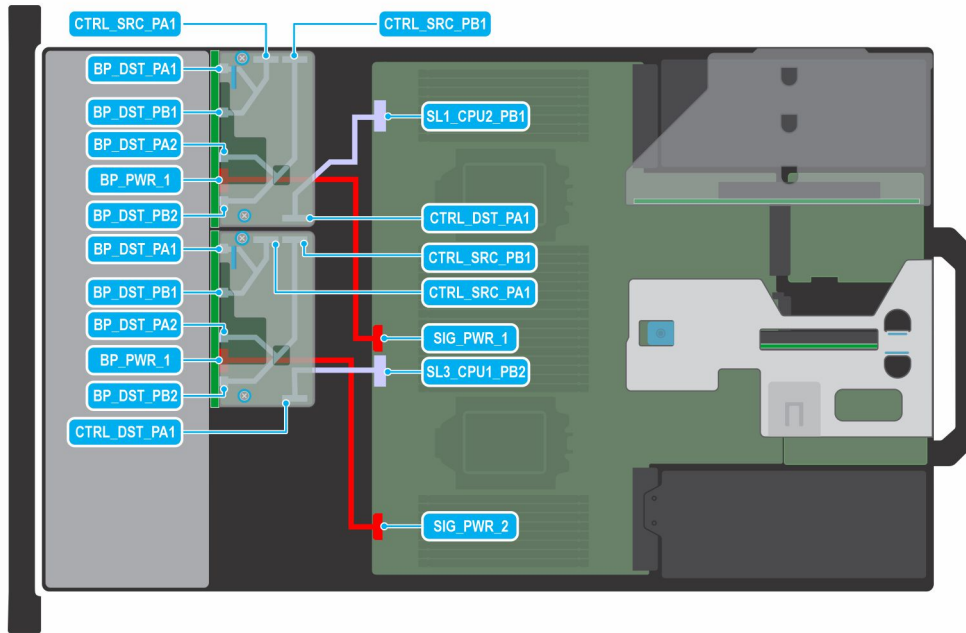 CTRL_SRC_PA1
CTRL_SRC_PB1
BP_DST_PA1
BP_DST_PB1
BP_DST_PA2
BP_PWR_1
BP_DST_PB2
BP_DST_PA1
BP_DST_PB1
BP_DST_PA2
BP_PWR_1
BP_DST_PB2
CTRL_DST_PA1
SL1_CPU2_PB1
CTRL_DST_PA1
CTRL_SRC_PB1
CTRL_SRC_PA1
SIG_PWR_1
SL3_CPU1_PB2
SIG_PWR_2